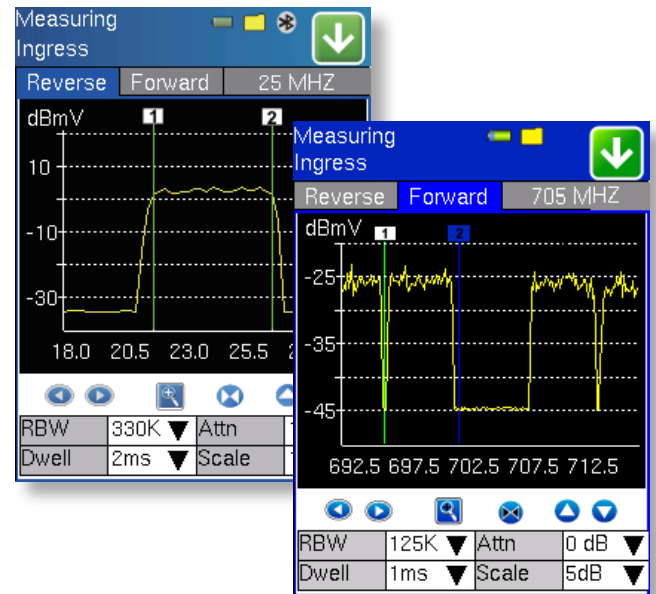 Measuring
Ingress
Reverse Forward 25 MHZ
dBmV 1 2
10
-10
-30
18.0 20.5 23.0 25.5
RBW 330K Attn
Dwell 2ms Scale
Measuring
Ingress
Reverse Forward 705 MHZ
dBmV 1 2
-25
-35
-45
692.5 697.5 702.5 707.5 712.5
RBW 125K Attn 0 dB
Dwell 1ms Scale 5dB